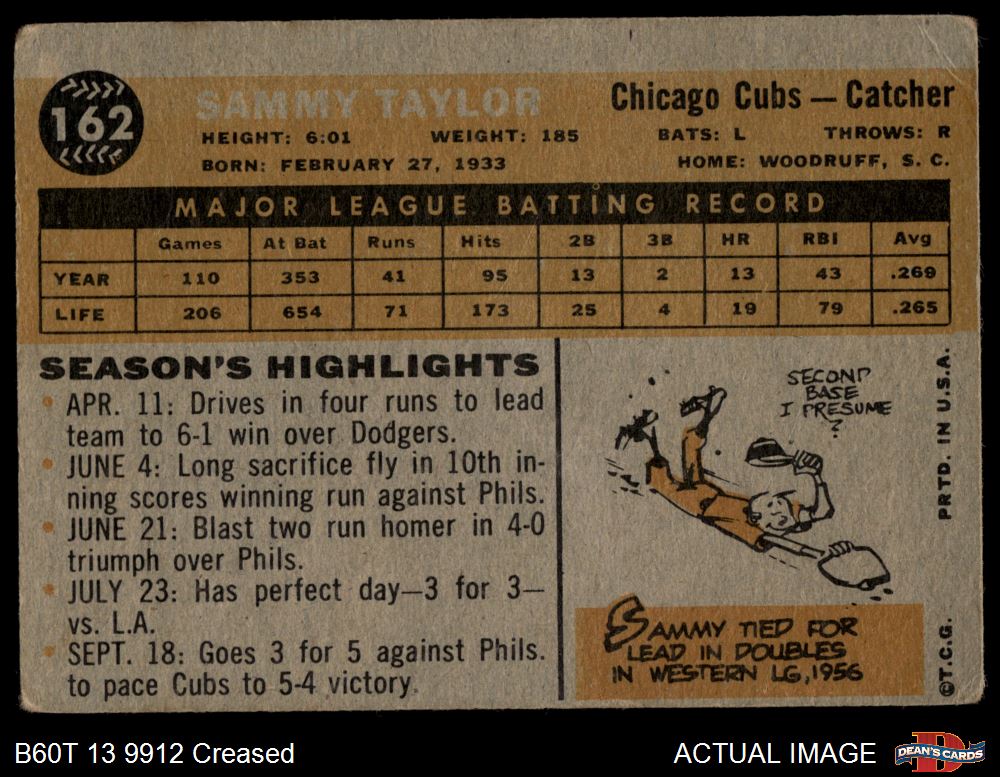 162
SAMMY TAYLOR
Chicago Cubs — Catcher
HEIGHT: 6:01 WEIGHT: 185 BATS: L THROWS: R
BORN: FEBRUARY 27, 1933 HOME: WOODRUFF, S. C.
MAJOR LEAGUE BATTING RECORD
Games At Bat Runs Hits 2B 3B HR RBI Avg
YEAR 110 353 41 95 13 2 13 43 .269
LIFE 206 654 71 173 25 4 19 79 .265
SEASON'S HIGHLIGHTS
• APR. 11: Drives in four runs to lead
team to 6-1 win over Dodgers.
• JUNE 4: Long sacrifice fly in 10th in-
ning scores winning run against Phils.
• JUNE 21: Blast two run homer in 4-0
triumph over Phils.
• JULY 23: Has perfect day—3 for 3—
vs. L.A.
• SEPT. 18: Goes 3 for 5 against Phils.
to pace Cubs to 5-4 victory.
SECOND
BASE
I PRESUME
?
SAMMY TIED FOR
LEAD IN DOUBLES
IN WESTERN LG, 1956
PRTD. IN U.S.A.
©T.C.G.
B60T 13 9912 Creased
ACTUAL IMAGE
DEAN'S CARDS